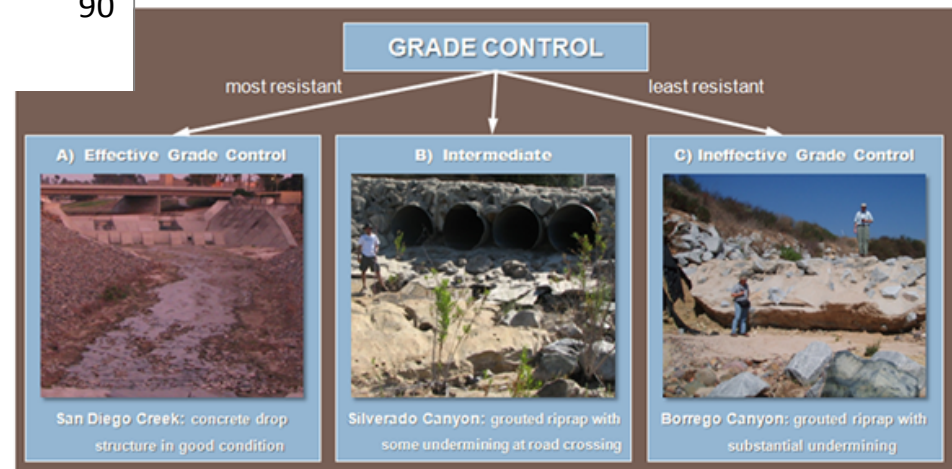 90
GRADE CONTROL
most resistant
least resistant
A) Effective Grade Control
B) Intermediate
C) Ineffective Grade Control
San Diego Creek: concrete drop
structure in good condition
Silverado Canyon: grouted riprap with
some undermining at road crossing
Borrego Canyon: grouted riprap with
substantial undermining